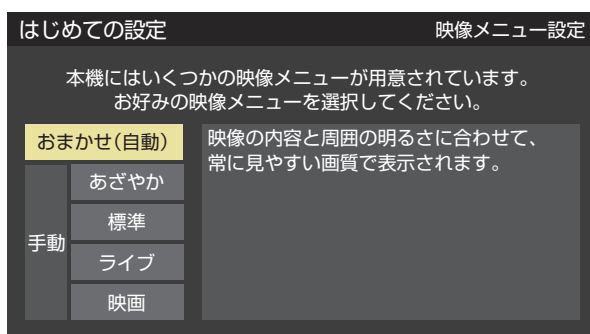 はじめての設定
映像メニュー設定
本機にはいくつかの映像メニューが用意されています。
お好みの映像メニューを選択してください。
おまかせ(自動)
手動
あざやか
標準
ライブ
映画
映像の内容と周囲の明るさに合わせて、
常に見やすい画質で表示されます。